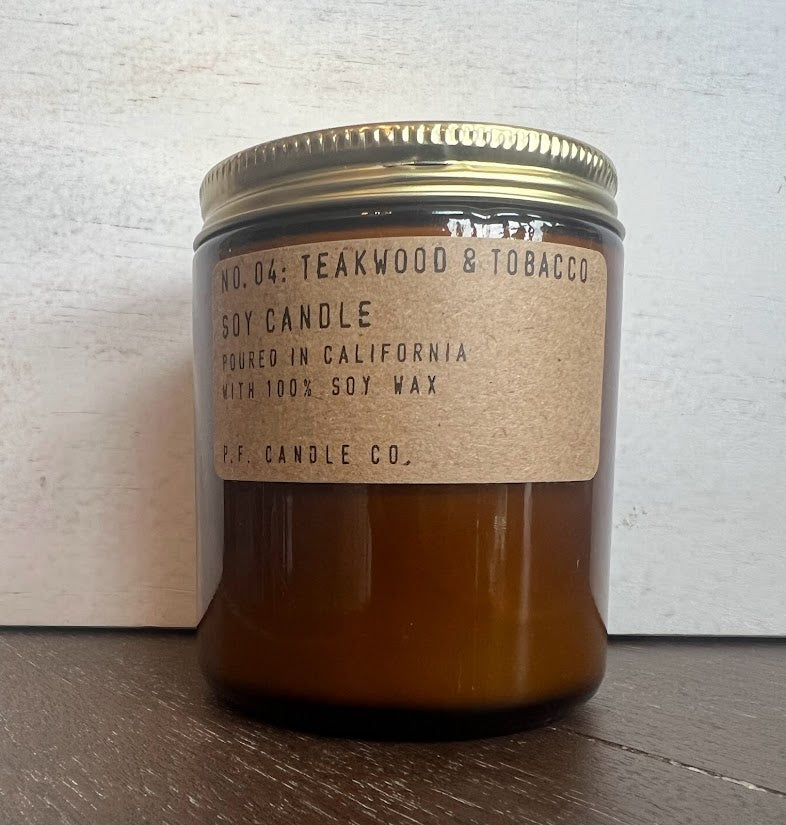 NO. 04: TEAKWOOD & TOBACCO
SOY CANDLE
POURED IN CALIFORNIA
WITH 100% SOY WAX
P.F. CANDLE CO.